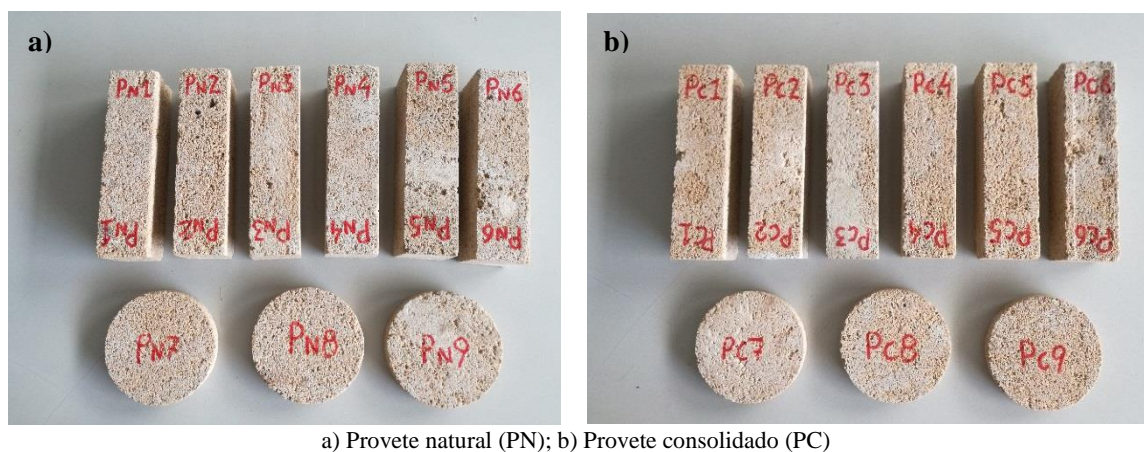 a)
PN1 PN2 PN3 PN4 PN5 PN6
PN1 PN2 PN3 PN4 PN5 PN6
PN7 PN8 PN9
b)
PC1 PC2 PC3 PC4 PC5 PC6
PC1 PC2 PC3 PC4 PC5 PC6
PC7 PC8 PC9
a) Provete natural (PN); b) Provete consolidado (PC)